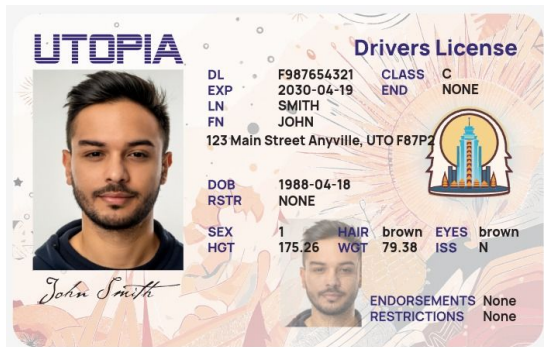 UTOPIA
Drivers License
DL F987654321 CLASS C
EXP 2030-04-19 END NONE
LN SMITH
FN JOHN
123 Main Street Anyville, UTO F87P2
DOB 1988-04-18
RSTR NONE
SEX 1 HAIR brown EYES brown
HGT 175.26 WGT 79.38 ISS N
John Smith
ENDORSEMENTS None
RESTRICTIONS None